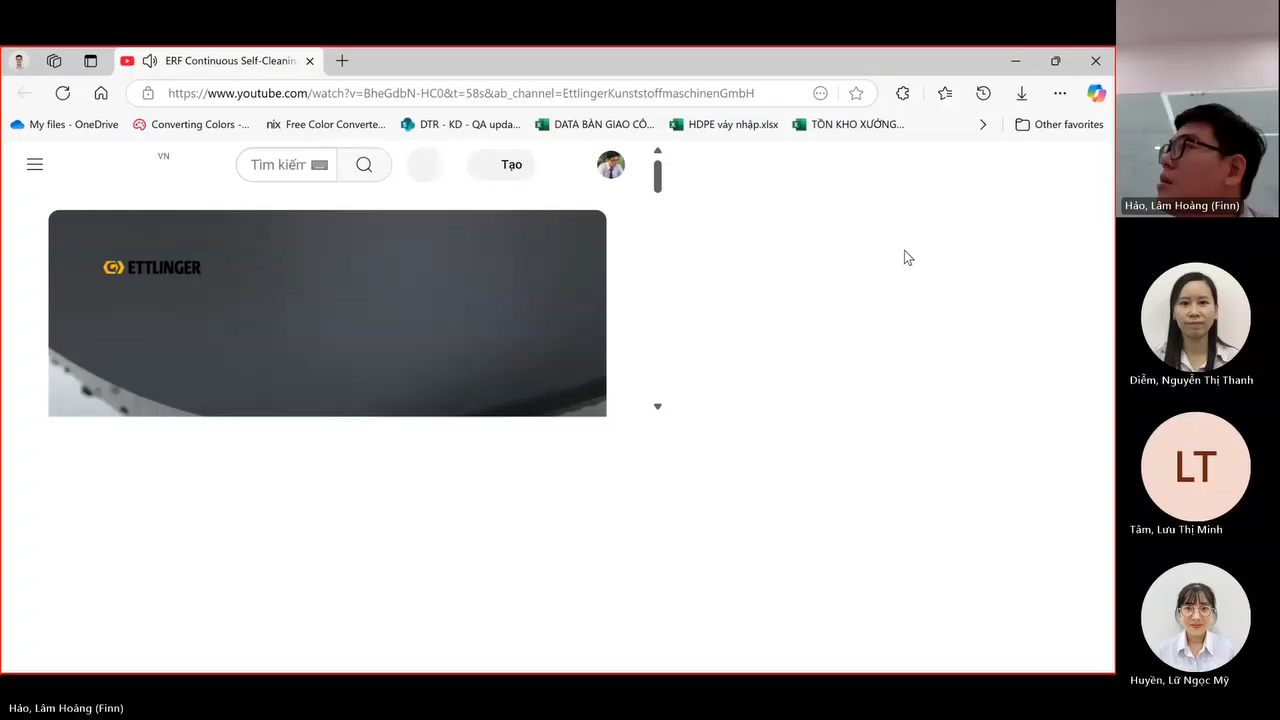 ERF Continuous Self-Cleanin
https://www.youtube.com/watch?v=BheGdbN-HC0&t=58s&ab_channel=EttlingerKunststoffmaschinenGmbH
My files - OneDrive
Converting Colors -...
nix Free Color Converte...
DTR - KD - QA upda...
DATA BÀN GIAO CÔ...
HDPE vảy nhập.xlsx
TỒN KHO XƯỞNG...
Other favorites
VN
Tìm kiếm
Tạo
ETTLINGER
Hảo, Lâm Hoàng (Finn)
Diễm, Nguyễn Thị Thanh
LT
Tâm, Lưu Thị Minh
Huyền, Lữ Ngọc Mỹ
Hảo, Lâm Hoàng (Finn)